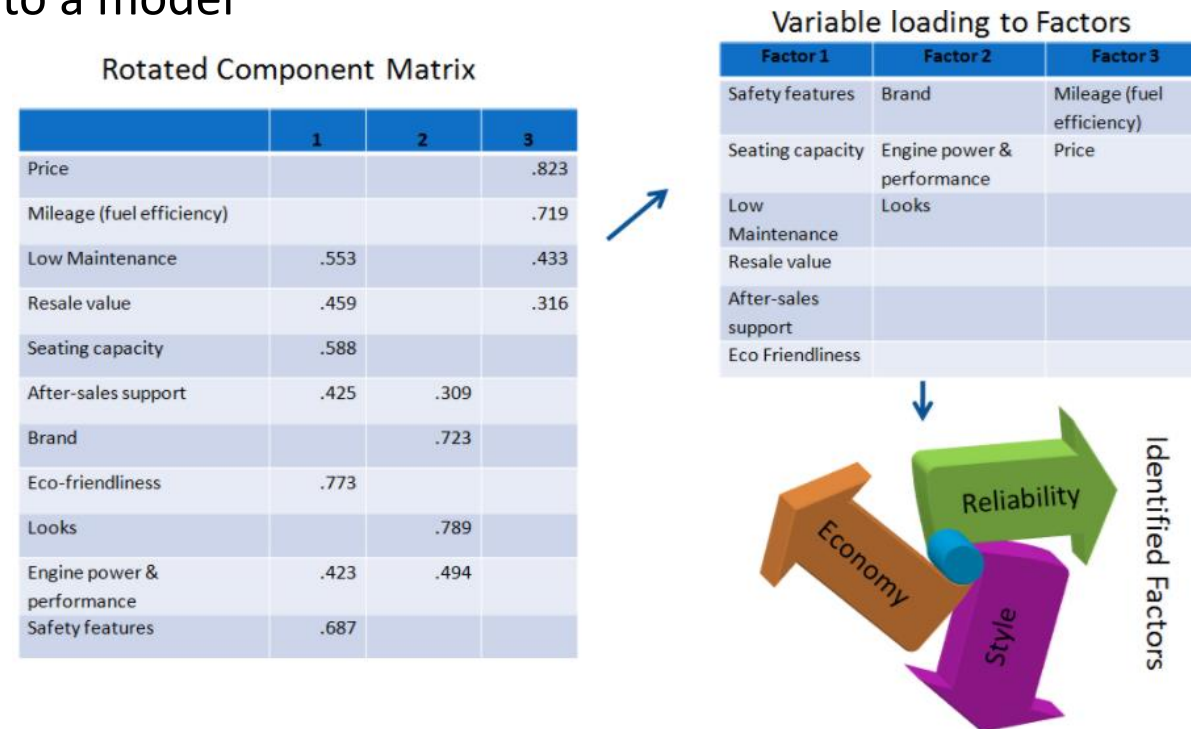 to a model
Rotated Component Matrix
1 2 3
Price .823
Mileage (fuel efficiency) .719
Low Maintenance .553 .433
Resale value .459 .316
Seating capacity .588
After-sales support .425 .309
Brand .723
Eco-friendliness .773
Looks .789
Engine power & .423 .494
performance
Safety features .687
Variable loading to Factors
Factor 1 Factor 2 Factor 3
Safety features Brand Mileage (fuel
efficiency)
Seating capacity Engine power & Price
performance
Low Looks
Maintenance
Resale value
After-sales
support
Eco Friendliness
Reliability
Economy
Style
Identified Factors